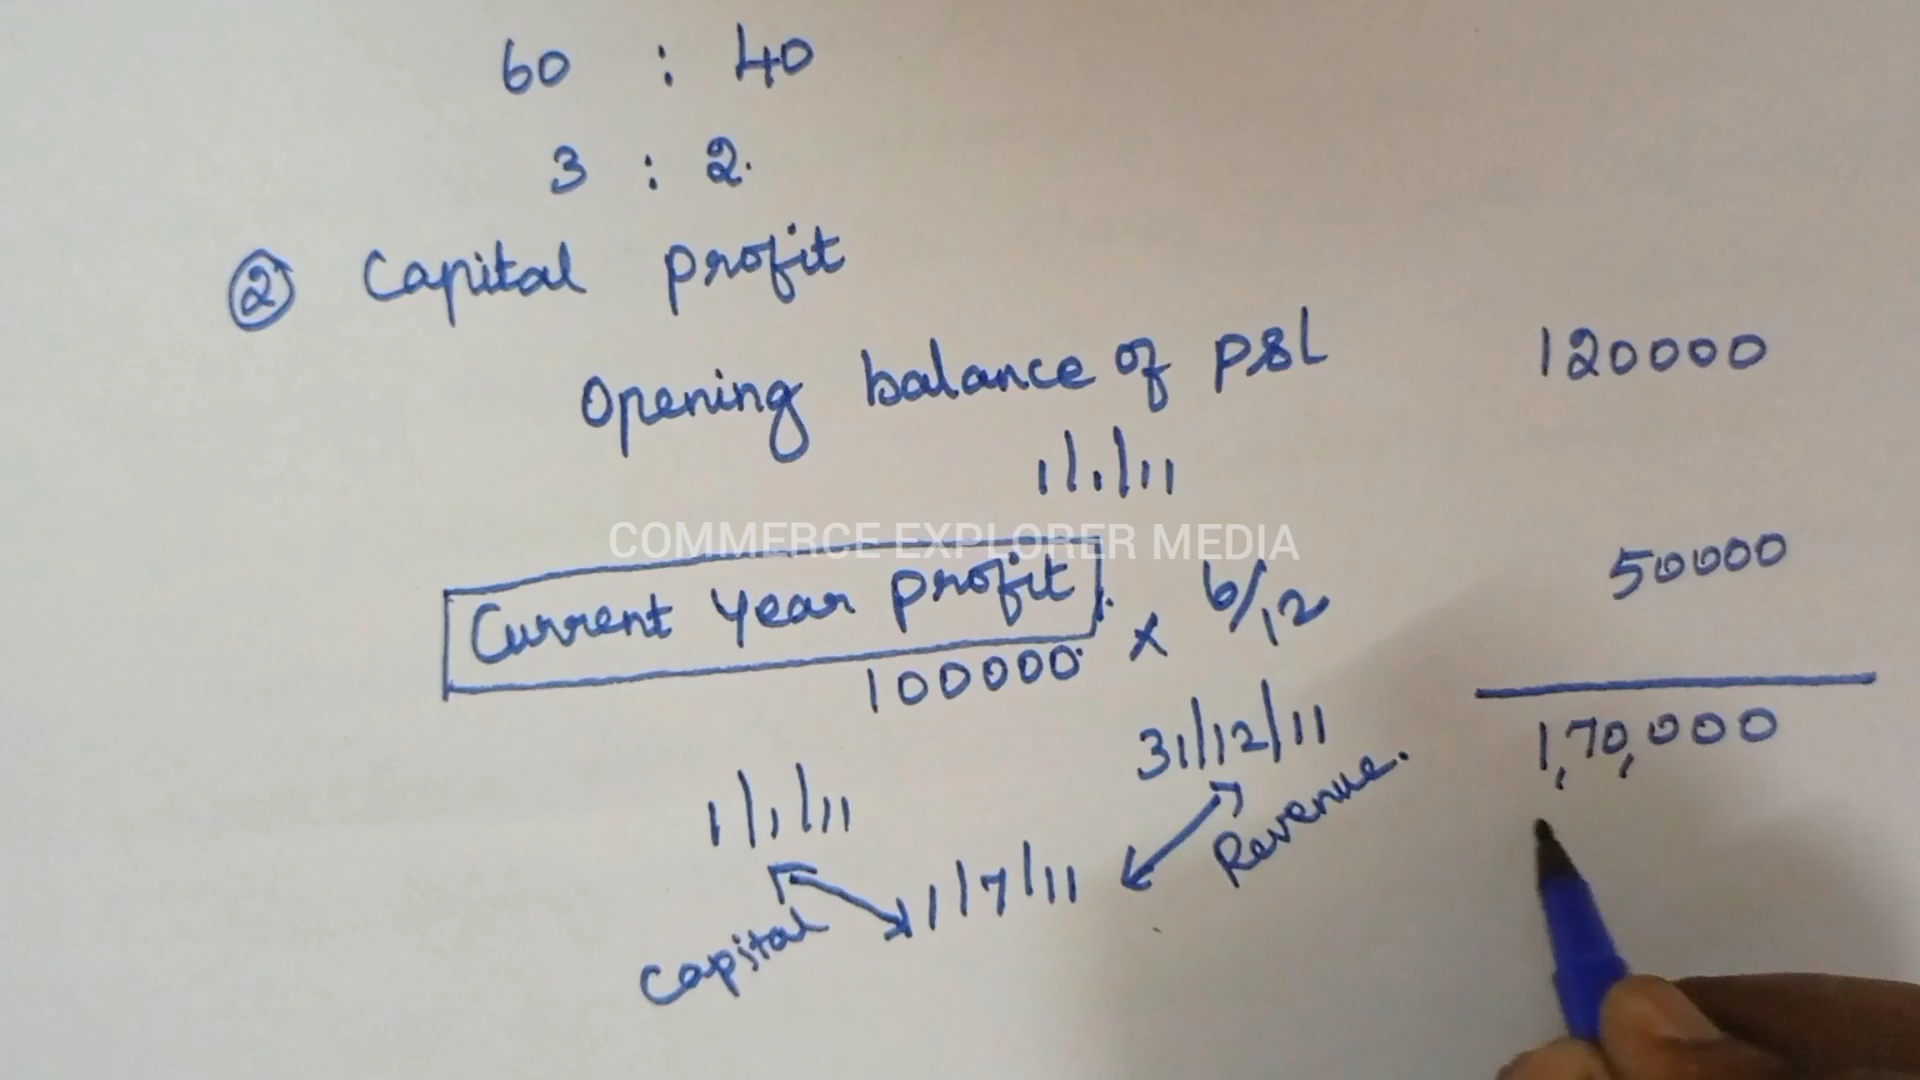 60 : 40
3 : 2.
② Capital profit
Opening balance of P&L 120000
1/1/11
COMMERCE EXPLORER MEDIA
Current Year profit. × 6/12 50000
100000
1,70,000
31/12/11
1/1/11
Revenue.
1/7/11
Capital